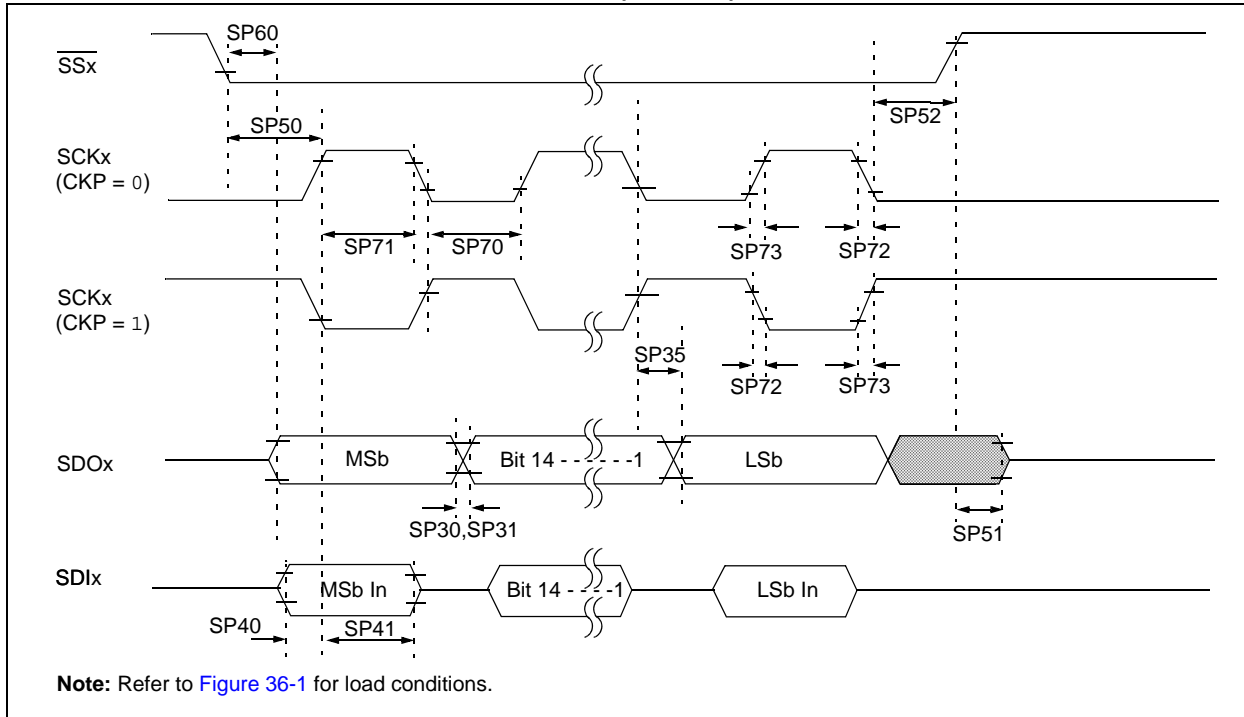 SP60
SSx
SP50
SP52
SCKx
(CKP = 0)
SP71
SP70
SP73
SP72
SCKx
(CKP = 1)
SP35
SP72
SP73
SDOx
MSb
Bit 14 - - - - - -1
LSb
SP30,SP31
SP51
SDIx
MSb In
Bit 14 - - - -1
LSb In
SP40
SP41
Note: Refer to Figure 36-1 for load conditions.